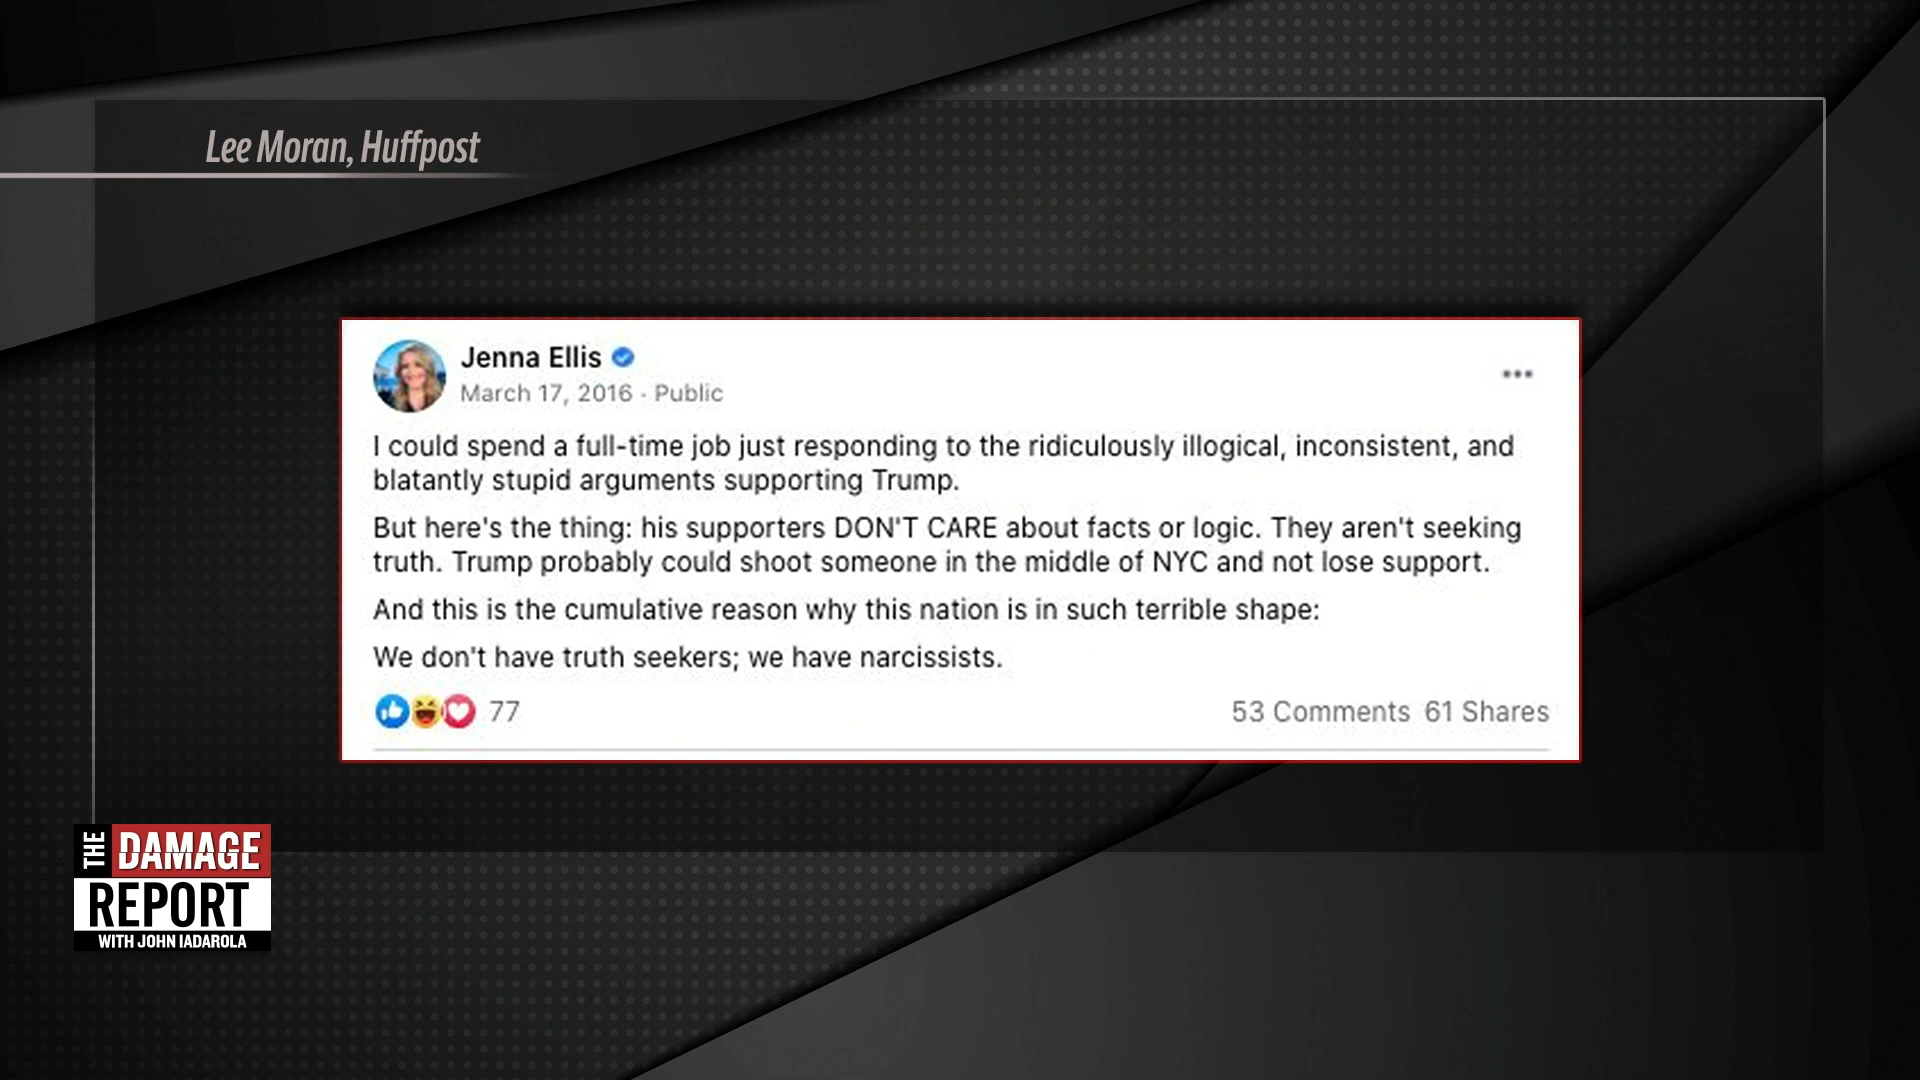 Lee Moran, Huffpost
Jenna Ellis
March 17, 2016 · Public
I could spend a full-time job just responding to the ridiculously illogical, inconsistent, and
blatantly stupid arguments supporting Trump.
But here's the thing: his supporters DON'T CARE about facts or logic. They aren't seeking
truth. Trump probably could shoot someone in the middle of NYC and not lose support.
And this is the cumulative reason why this nation is in such terrible shape:
We don't have truth seekers; we have narcissists.
77
53 Comments 61 Shares
THE DAMAGE
REPORT
WITH JOHN IADAROLA